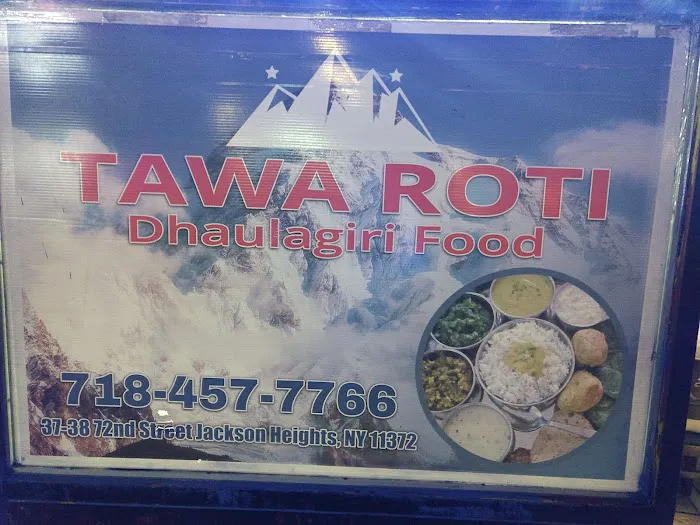 TAWA ROTI
Dhaulagiri Food
718-457-7766
37-38 72nd Street Jackson Heights, NY 11372